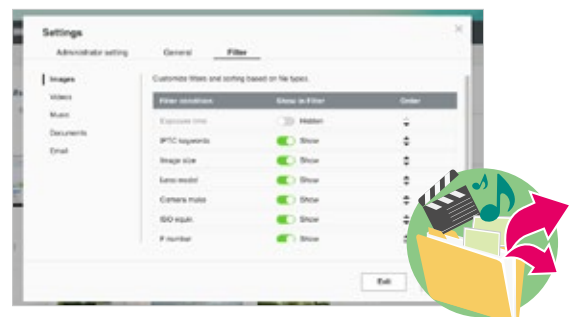 Settings
Administrator setting General Filter
Images
Videos
Music
Documents
Email
Customize filters and sorting based on file types.
Filter condition Show in Filter Order
Exposure time Hidden
IPTC keywords Show
Image size Show
Lens model Show
Camera make Show
ISO equiv. Show
F number Show
Exit